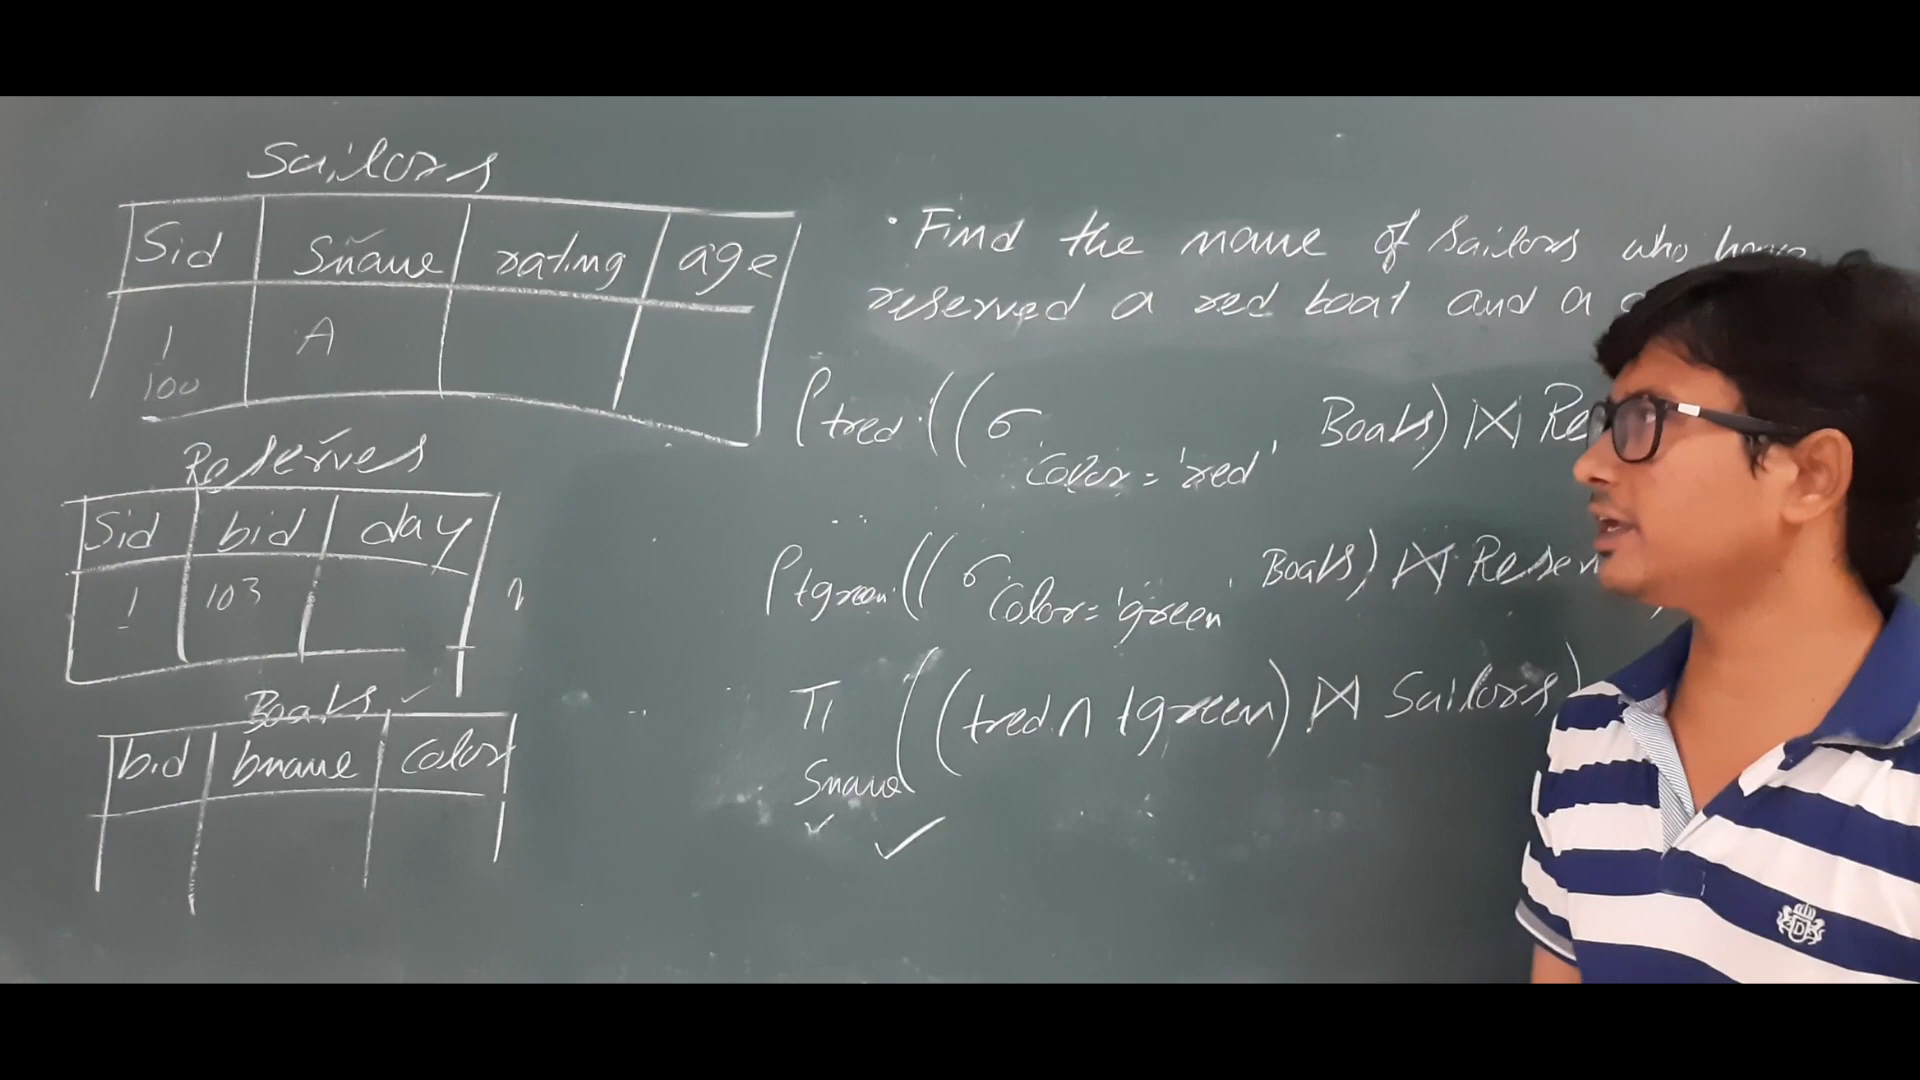 Sailors
Sid sname rating age
1 A
100
Reserves
Sid bid day
1 103
Boats ✓
bid bname color
• Find the name of sailors who have
reserved a red boat and a
ρ tred ((σ color = 'red' Boats) ⋈ Re
ρ tgreen ((σ color = 'green' Boats) ⋈ Reser
π sname ((tred ∩ tgreen) ⋈ Sailors)
✓ ✓
D